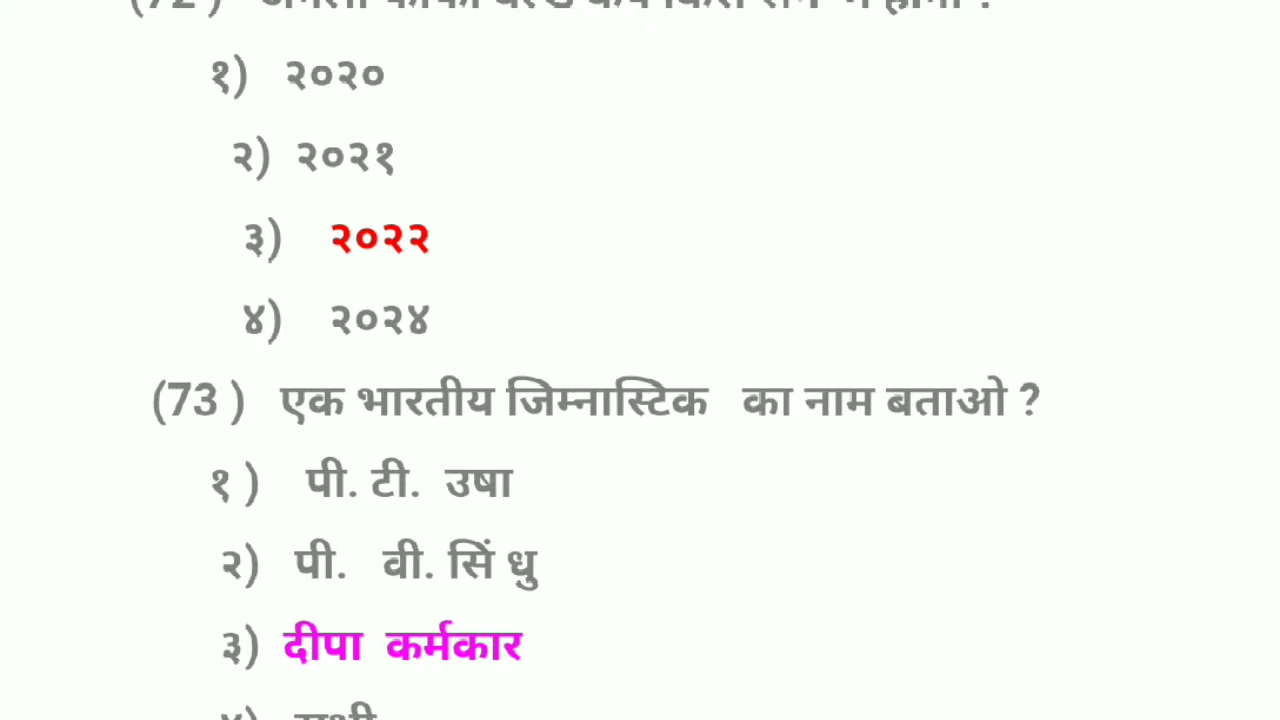 १) २०२०
२) २०२१
३) २०२२
४) २०२४
(73 ) एक भारतीय जिम्नास्टिक का नाम बताओ ?
१ ) पी. टी. उषा
२) पी. वी. सिं धु
३) दीपा कर्मकार